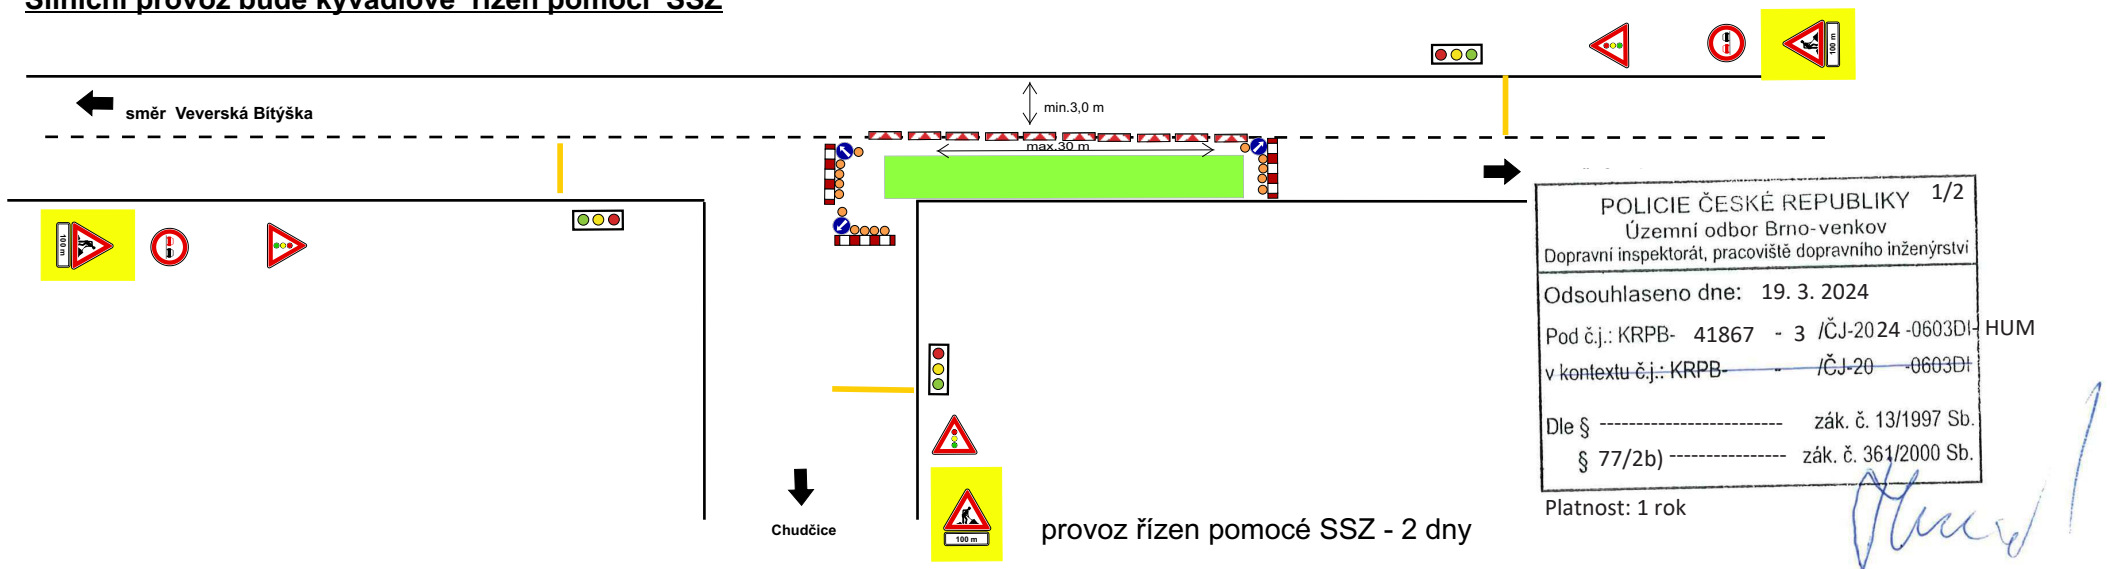 Silniční provoz bude kyvadlově řízen pomocí SSZ
100 m
směr Veverská Bítýška
min.3,0 m
max.30 m
100 m
POLICIE ČESKÉ REPUBLIKY 1/2
Územní odbor Brno-venkov
Dopravní inspektorát, pracoviště dopravního inženýrství
Odsouhlaseno dne: 19. 3. 2024
Pod č.j.: KRPB- 41867 - 3 /ČJ-2024 -0603DI- HUM
v kontextu č.j.: KRPB- - /ČJ-20 -0603DI
Dle § ------------------------- zák. č. 13/1997 Sb.
§ 77/2b) ---------------- zák. č. 361/2000 Sb.
Platnost: 1 rok
Chudčice
100 m
provoz řízen pomocé SSZ - 2 dny